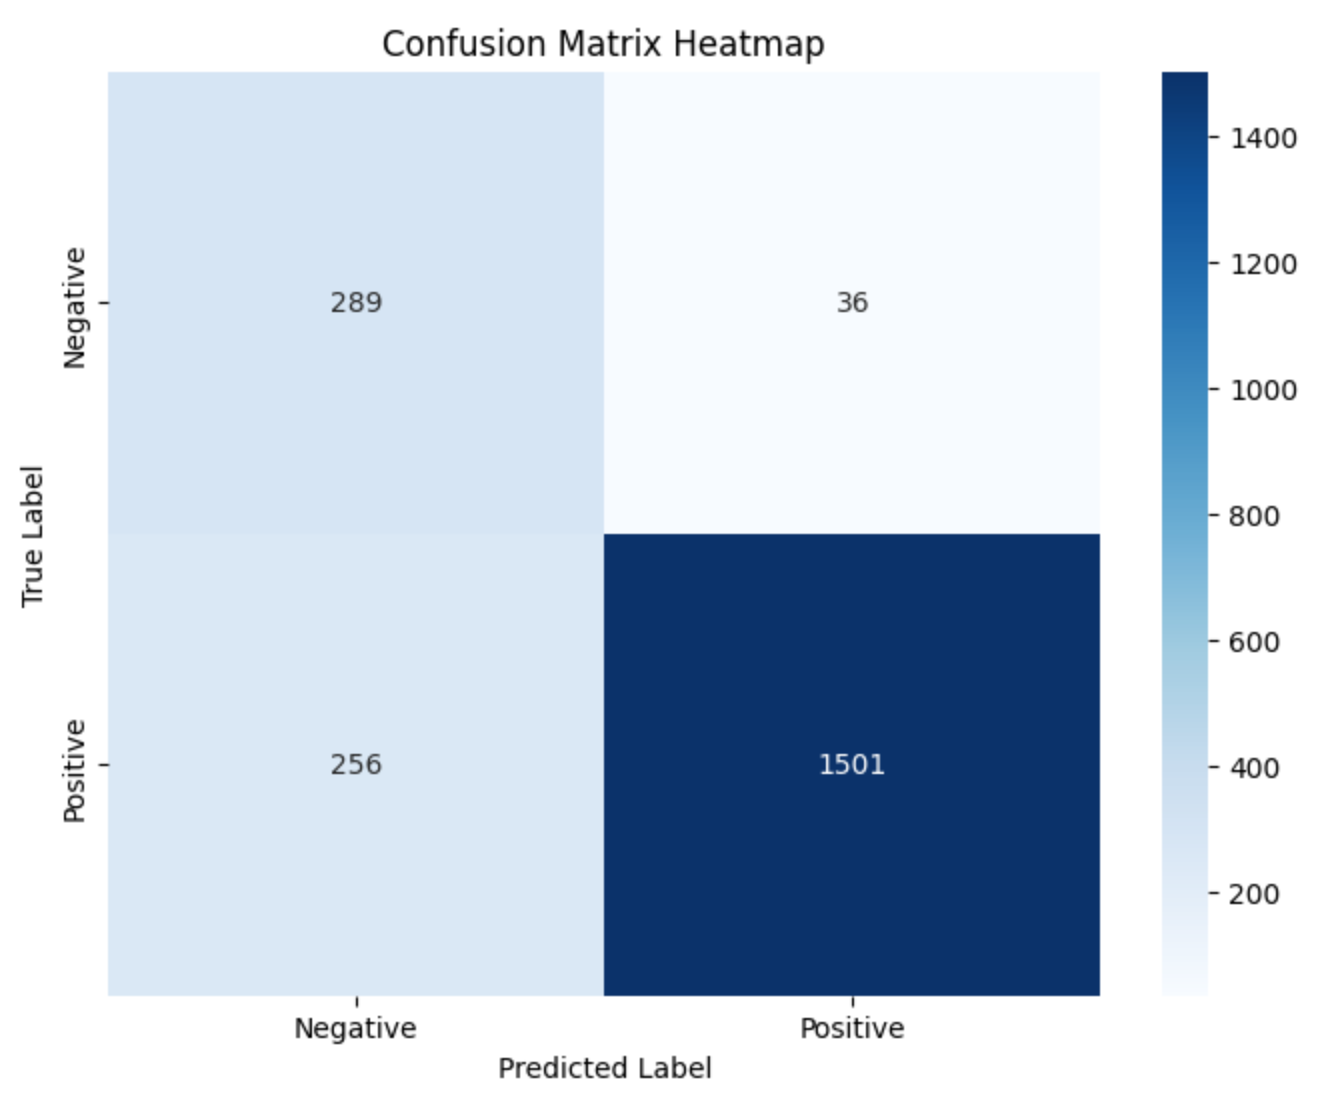 Confusion Matrix Heatmap
Negative
Positive
True Label
289
36
256
1501
Negative
Positive
Predicted Label
1400
1200
1000
800
600
400
200